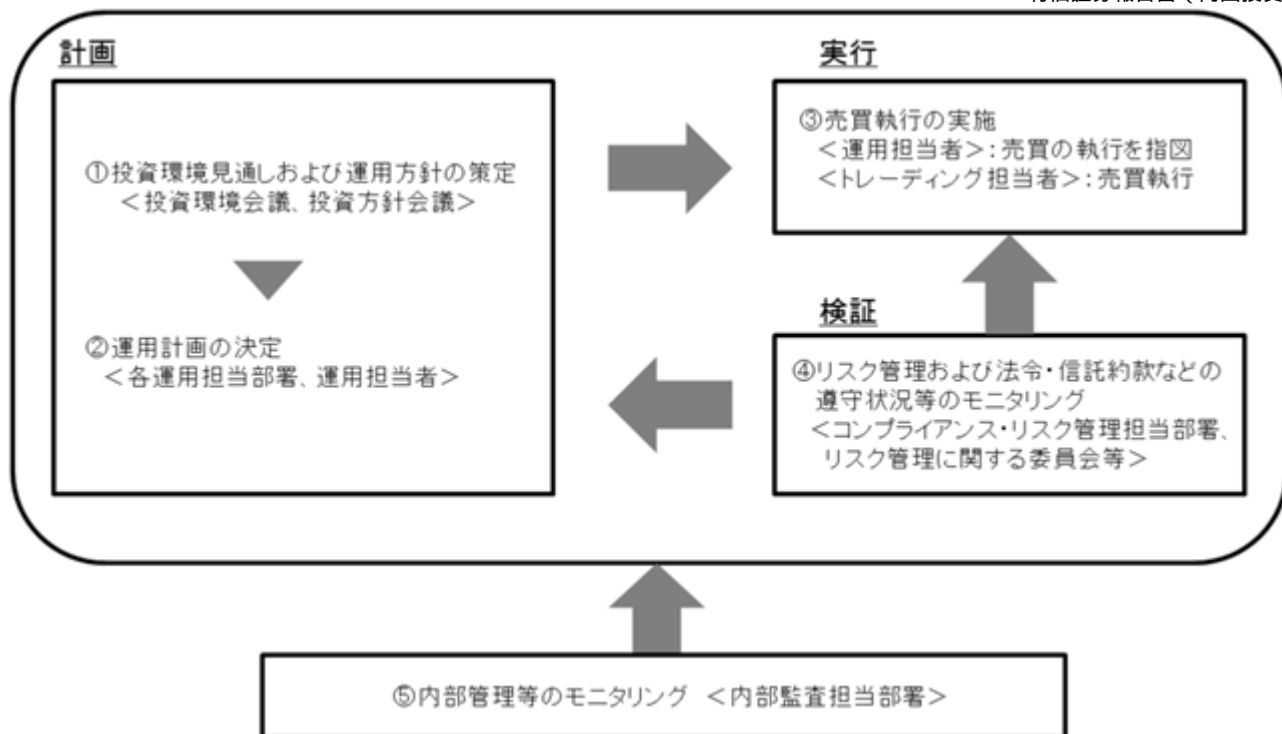 計画
①投資環境見通しおよび運用方針の策定
<投資環境会議、投資方針会議>
②運用計画の決定
<各運用担当部署、運用担当者>
実行
③売買執行の実施
<運用担当者>:売買の執行を指図
<トレーディング担当者>:売買執行
検証
④リスク管理および法令・信託約款などの
遵守状況等のモニタリング
<コンプライアンス・リスク管理担当部署、
リスク管理に関する委員会等>
⑤内部管理等のモニタリング <内部監査担当部署>